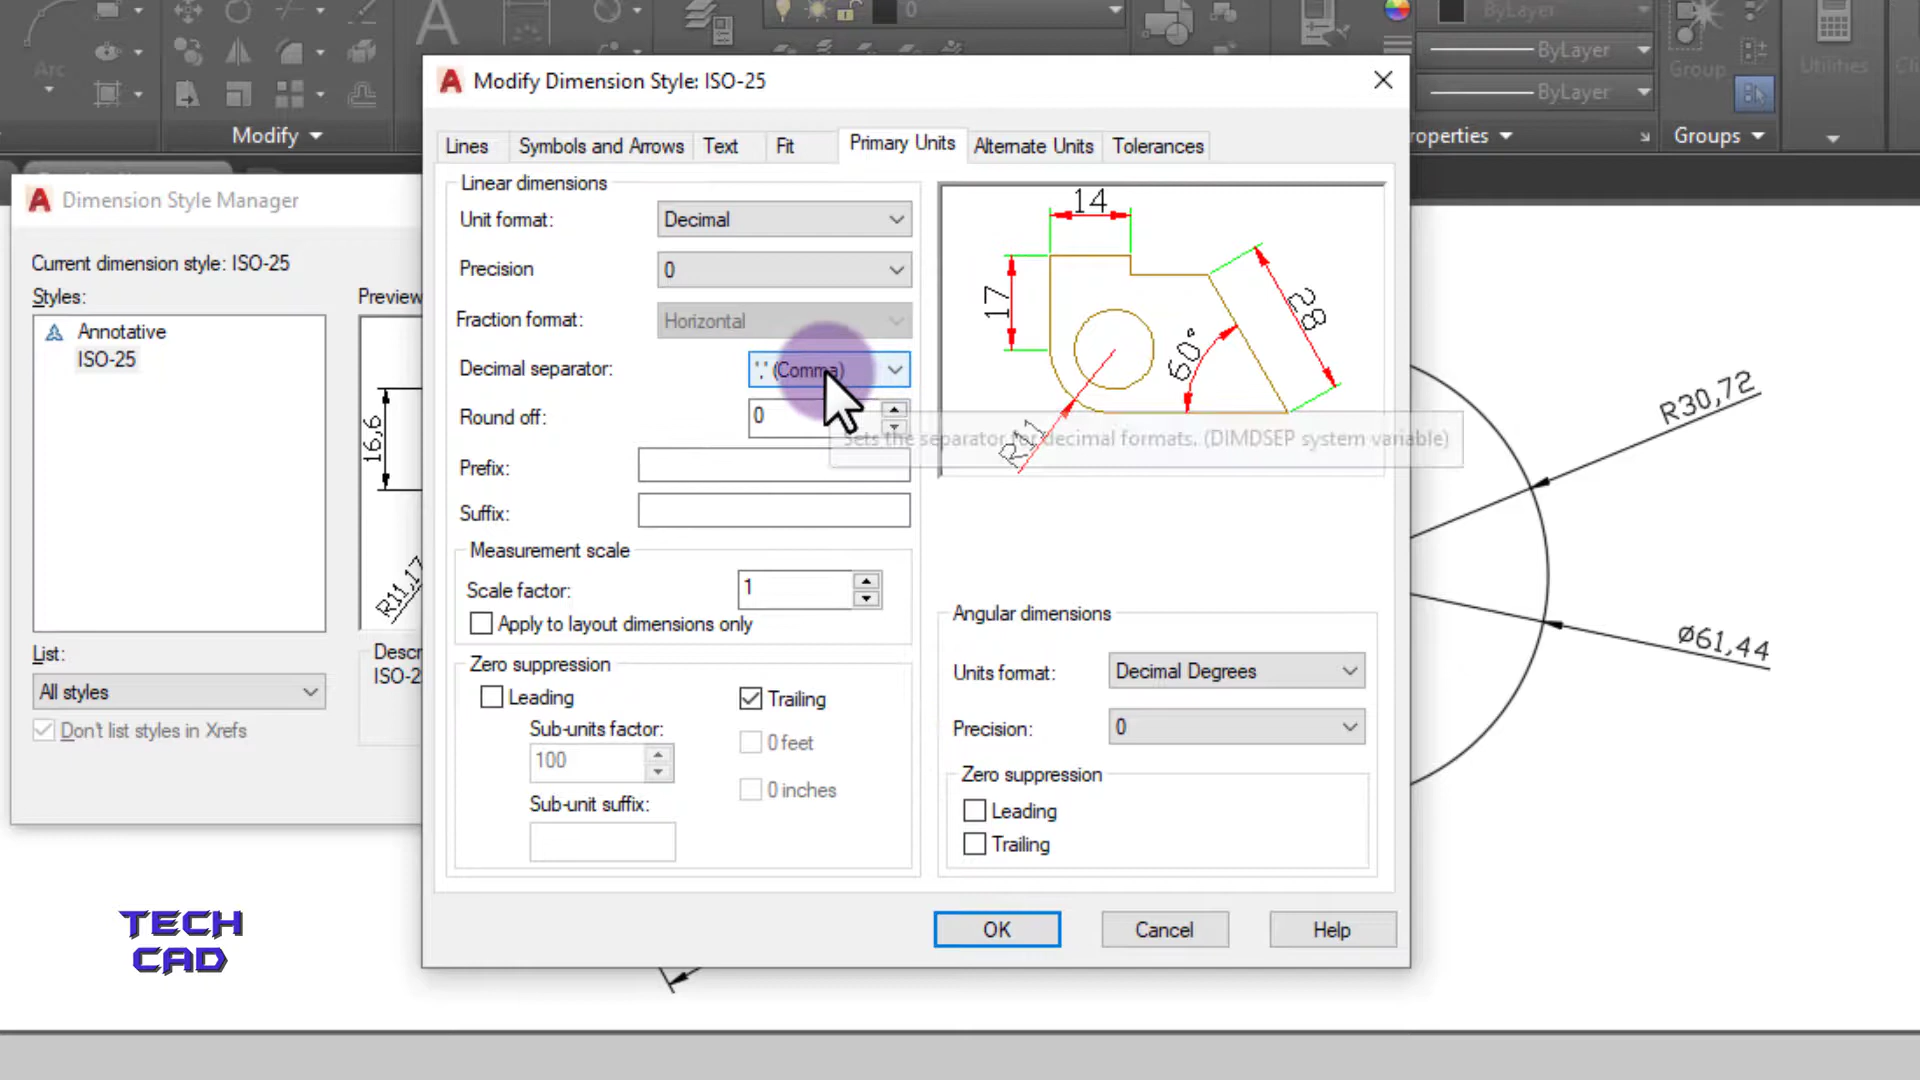 Arc
A
0
ByLayer
ByLayer
ByLayer
Group
Utilities
Modify
roperties
Groups
Modify Dimension Style: ISO-25
Lines
Symbols and Arrows
Text
Fit
Primary Units
Alternate Units
Tolerances
Dimension Style Manager
Current dimension style: ISO-25
Styles:
Annotative
ISO-25
Preview
16,6
R11,17
List:
All styles
Don't list styles in Xrefs
Descr
ISO-2
Linear dimensions
Unit format:
Decimal
Precision
0
Fraction format:
Horizontal
Decimal separator:
',' (Comma)
Round off:
0
Sets the separator for decimal formats. (DIMDSEP system variable)
Prefix:
Suffix:
Measurement scale
Scale factor:
1
Apply to layout dimensions only
Zero suppression
Leading
Trailing
Sub-units factor:
100
0 feet
0 inches
Sub-unit suffix:
14
17
28
60°
R11
Angular dimensions
Units format:
Decimal Degrees
Precision:
0
Zero suppression
Leading
Trailing
OK
Cancel
Help
R30,72
ø61,44
TECH
CAD